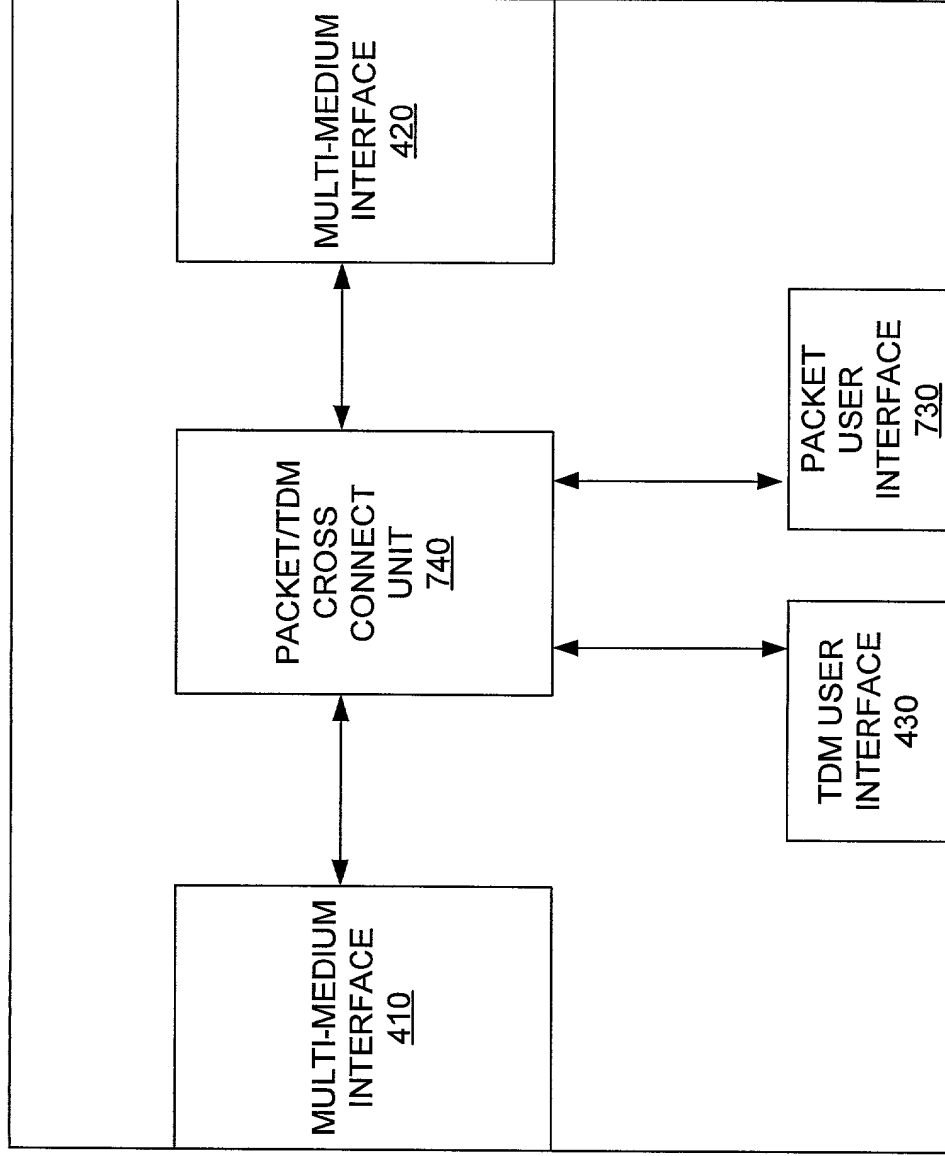 MULTI-MEDIUM
INTERFACE
410
PACKET/TDM
CROSS
CONNECT
UNIT
740
MULTI-MEDIUM
INTERFACE
420
TDM USER
INTERFACE
430
PACKET
USER
INTERFACE
730